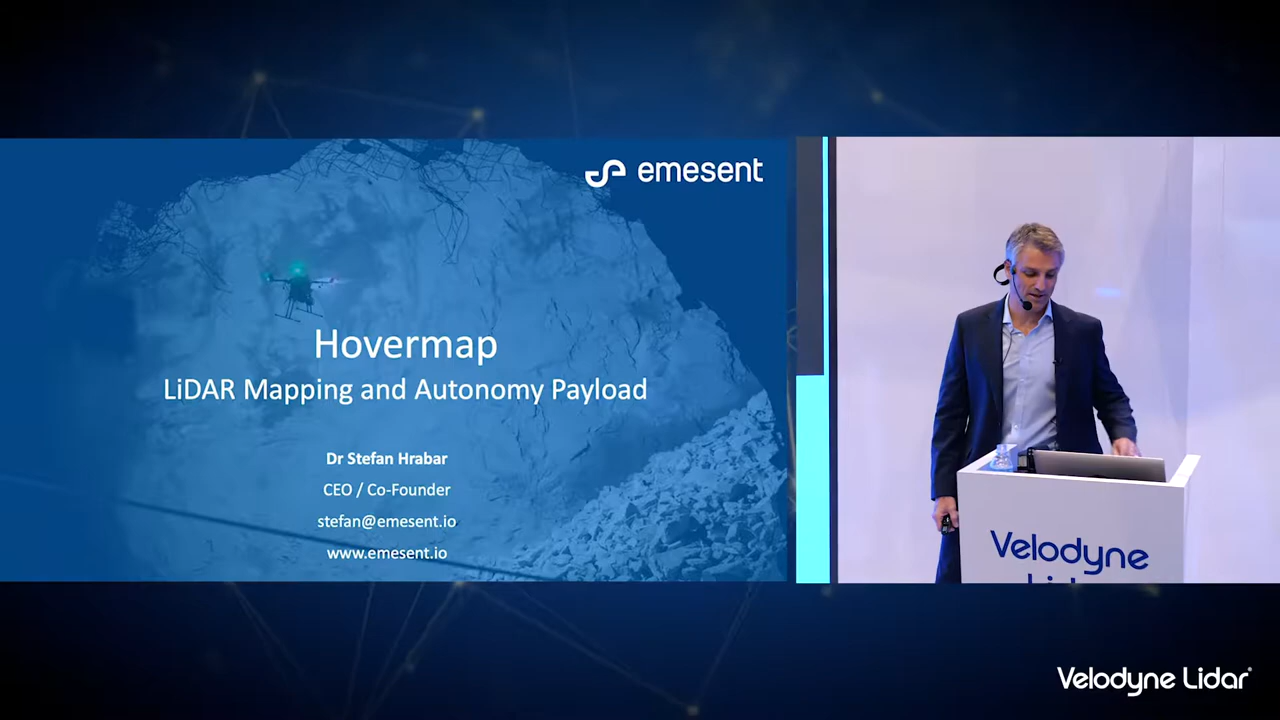 emesent
Hovermap
LiDAR Mapping and Autonomy Payload
Dr Stefan Hrabar
CEO / Co-Founder
stefan@emesent.io
www.emesent.io
Velodyne
Velodyne Lidar